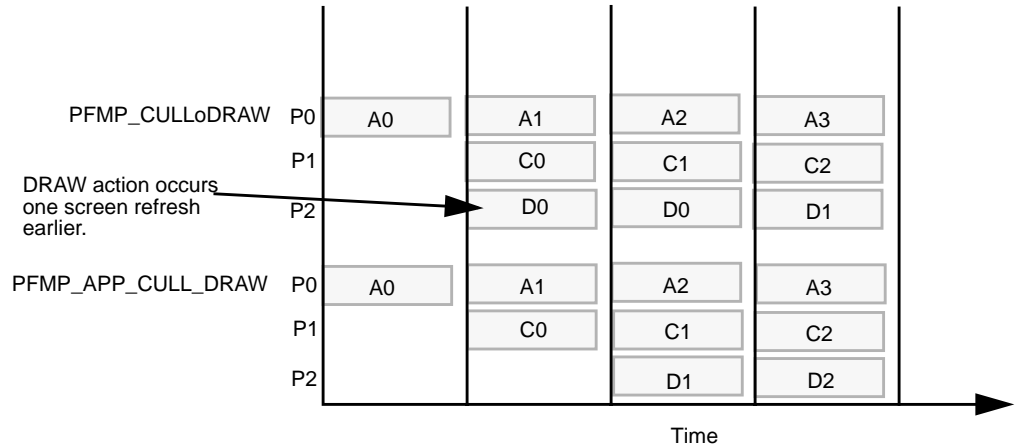 PFMP_CULLoDRAW P0 A0 A1 A2 A3
P1 C0 C1 C2
DRAW action occurs
one screen refresh
earlier.
P2 D0 D0 D1
PFMP_APP_CULL_DRAW P0 A0 A1 A2 A3
P1 C0 C1 C2
P2 D1 D2
Time